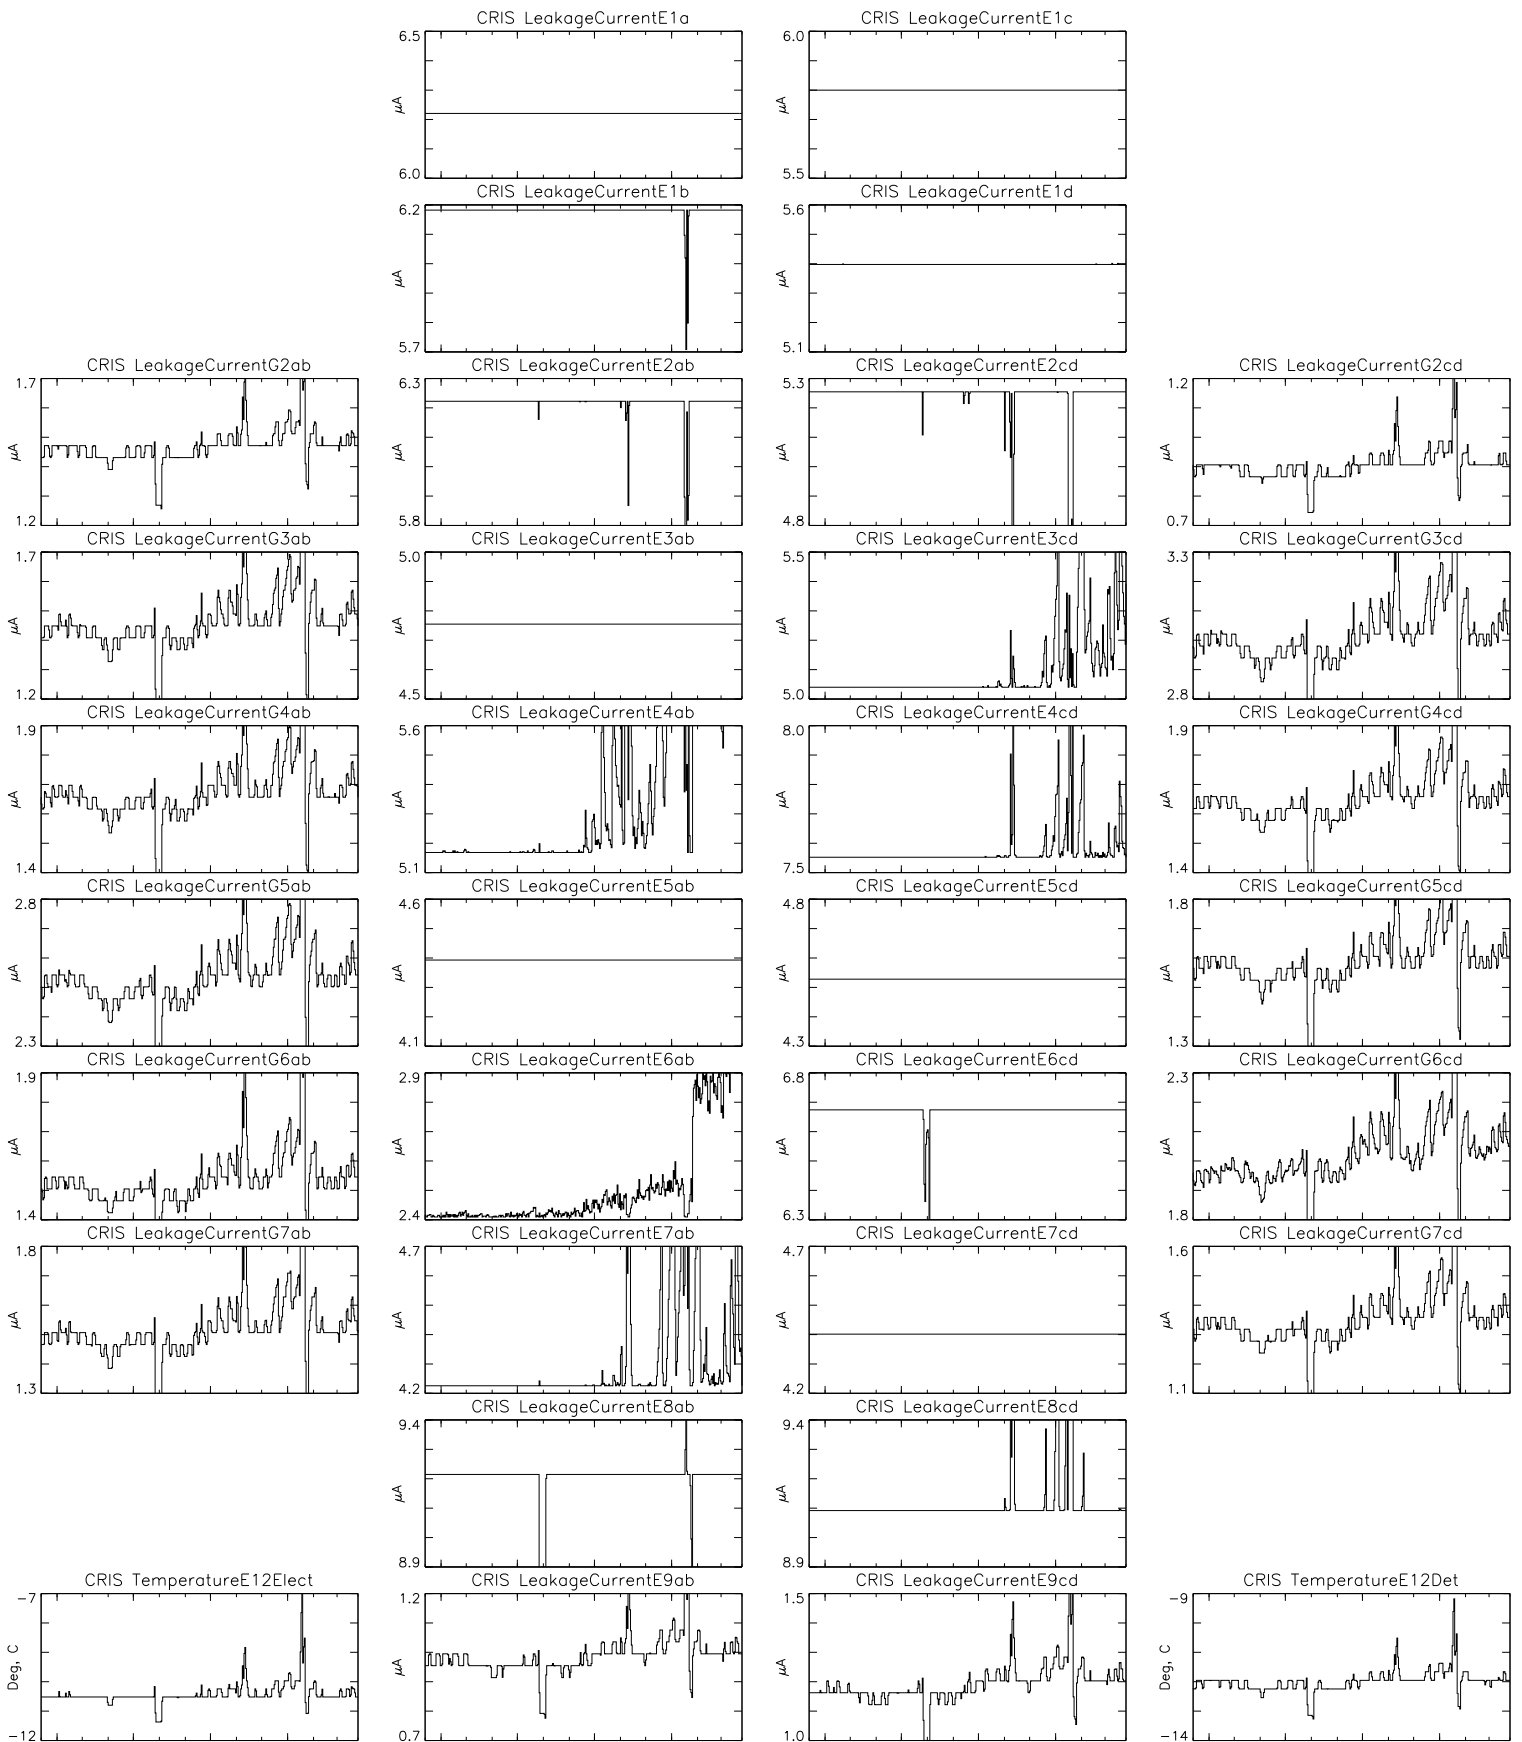 CRIS LeakageCurrentE1a CRIS LeakageCurrentE1c
6.5 6.0
μA μA
6.0 5.5
CRIS LeakageCurrentE1b CRIS LeakageCurrentE1d
6.2 5.6
μA μA
5.7 5.1
CRIS LeakageCurrentG2ab CRIS LeakageCurrentE2ab CRIS LeakageCurrentE2cd CRIS LeakageCurrentG2cd
1.7 6.3 5.3 1.2
μA μA μA μA
1.2 5.8 4.8 0.7
CRIS LeakageCurrentG3ab CRIS LeakageCurrentE3ab CRIS LeakageCurrentE3cd CRIS LeakageCurrentG3cd
1.7 5.0 5.5 3.3
μA μA μA μA
1.2 4.5 5.0 2.8
CRIS LeakageCurrentG4ab CRIS LeakageCurrentE4ab CRIS LeakageCurrentE4cd CRIS LeakageCurrentG4cd
1.9 5.6 8.0 1.9
μA μA μA μA
1.4 5.1 7.5 1.4
CRIS LeakageCurrentG5ab CRIS LeakageCurrentE5ab CRIS LeakageCurrentE5cd CRIS LeakageCurrentG5cd
2.8 4.6 4.8 1.8
μA μA μA μA
2.3 4.1 4.3 1.3
CRIS LeakageCurrentG6ab CRIS LeakageCurrentE6ab CRIS LeakageCurrentE6cd CRIS LeakageCurrentG6cd
1.9 2.9 6.8 2.3
μA μA μA μA
1.4 2.4 6.3 1.8
CRIS LeakageCurrentG7ab CRIS LeakageCurrentE7ab CRIS LeakageCurrentE7cd CRIS LeakageCurrentG7cd
1.8 4.7 4.7 1.6
μA μA μA μA
1.3 4.2 4.2 1.1
CRIS LeakageCurrentE8ab CRIS LeakageCurrentE8cd
9.4 9.4
μA μA
8.9 8.9
CRIS TemperatureE12Elect CRIS LeakageCurrentE9ab CRIS LeakageCurrentE9cd CRIS TemperatureE12Det
-7 1.2 1.5 -9
Deg, C μA μA Deg, C
-12 0.7 1.0 -14